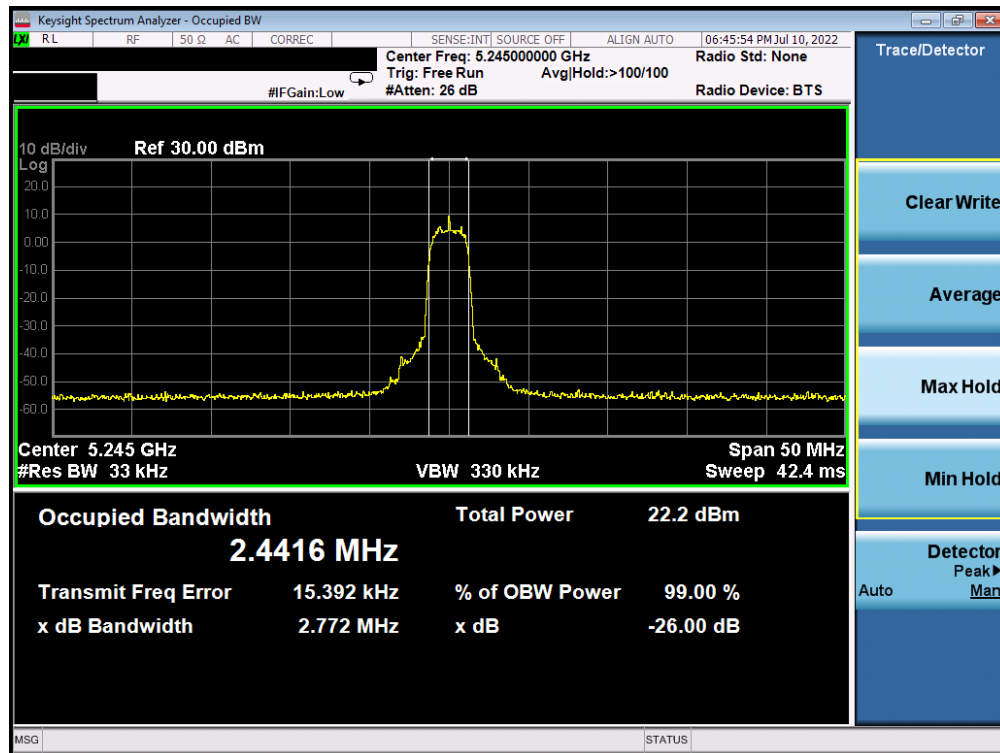 Keysight Spectrum Analyzer - Occupied BW
LXI RL RF 50 Ω AC CORREC SENSE:INT SOURCE OFF ALIGN AUTO 06:45:54 PM Jul 10, 2022
Center Freq: 5.245000000 GHz Radio Std: None
Trig: Free Run Avg|Hold:>100/100
#IFGain:Low #Atten: 26 dB Radio Device: BTS
Trace/Detector
10 dB/div Ref 30.00 dBm
Log
20.0
10.0
0.00
-10.0
-20.0
-30.0
-40.0
-50.0
-60.0
Center 5.245 GHz Span 50 MHz
#Res BW 33 kHz VBW 330 kHz Sweep 42.4 ms
Occupied Bandwidth Total Power 22.2 dBm
2.4416 MHz
Transmit Freq Error 15.392 kHz % of OBW Power 99.00 %
x dB Bandwidth 2.772 MHz x dB -26.00 dB
Clear Write
Average
Max Hold
Min Hold
Detector
Peak▶
Auto Man
MSG STATUS